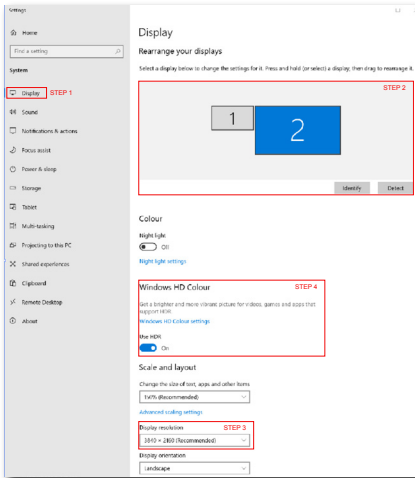 Settings
Home
Find a setting
System
Display STEP 1
Sound
Notifications & actions
Focus assist
Power & sleep
Storage
Tablet
Multi-tasking
Projecting to this PC
Shared experiences
Clipboard
Remote Desktop
About
Display
Rearrange your displays
Select a display below to change the settings for it. Press and hold (or select) a display, then drag to rearrange it.
STEP 2
1
2
Identify Detect
Colour
Night light
Off
Night light settings
Windows HD Colour STEP 4
Get a brighter and more vibrant picture for videos, games and apps that
support HDR.
Windows HD Colour settings
Use HDR
On
Scale and layout
Change the size of text, apps and other items
150% (Recommended)
Advanced scaling settings
Display resolution STEP 3
3840 × 2160 (Recommended)
Display orientation
Landscape